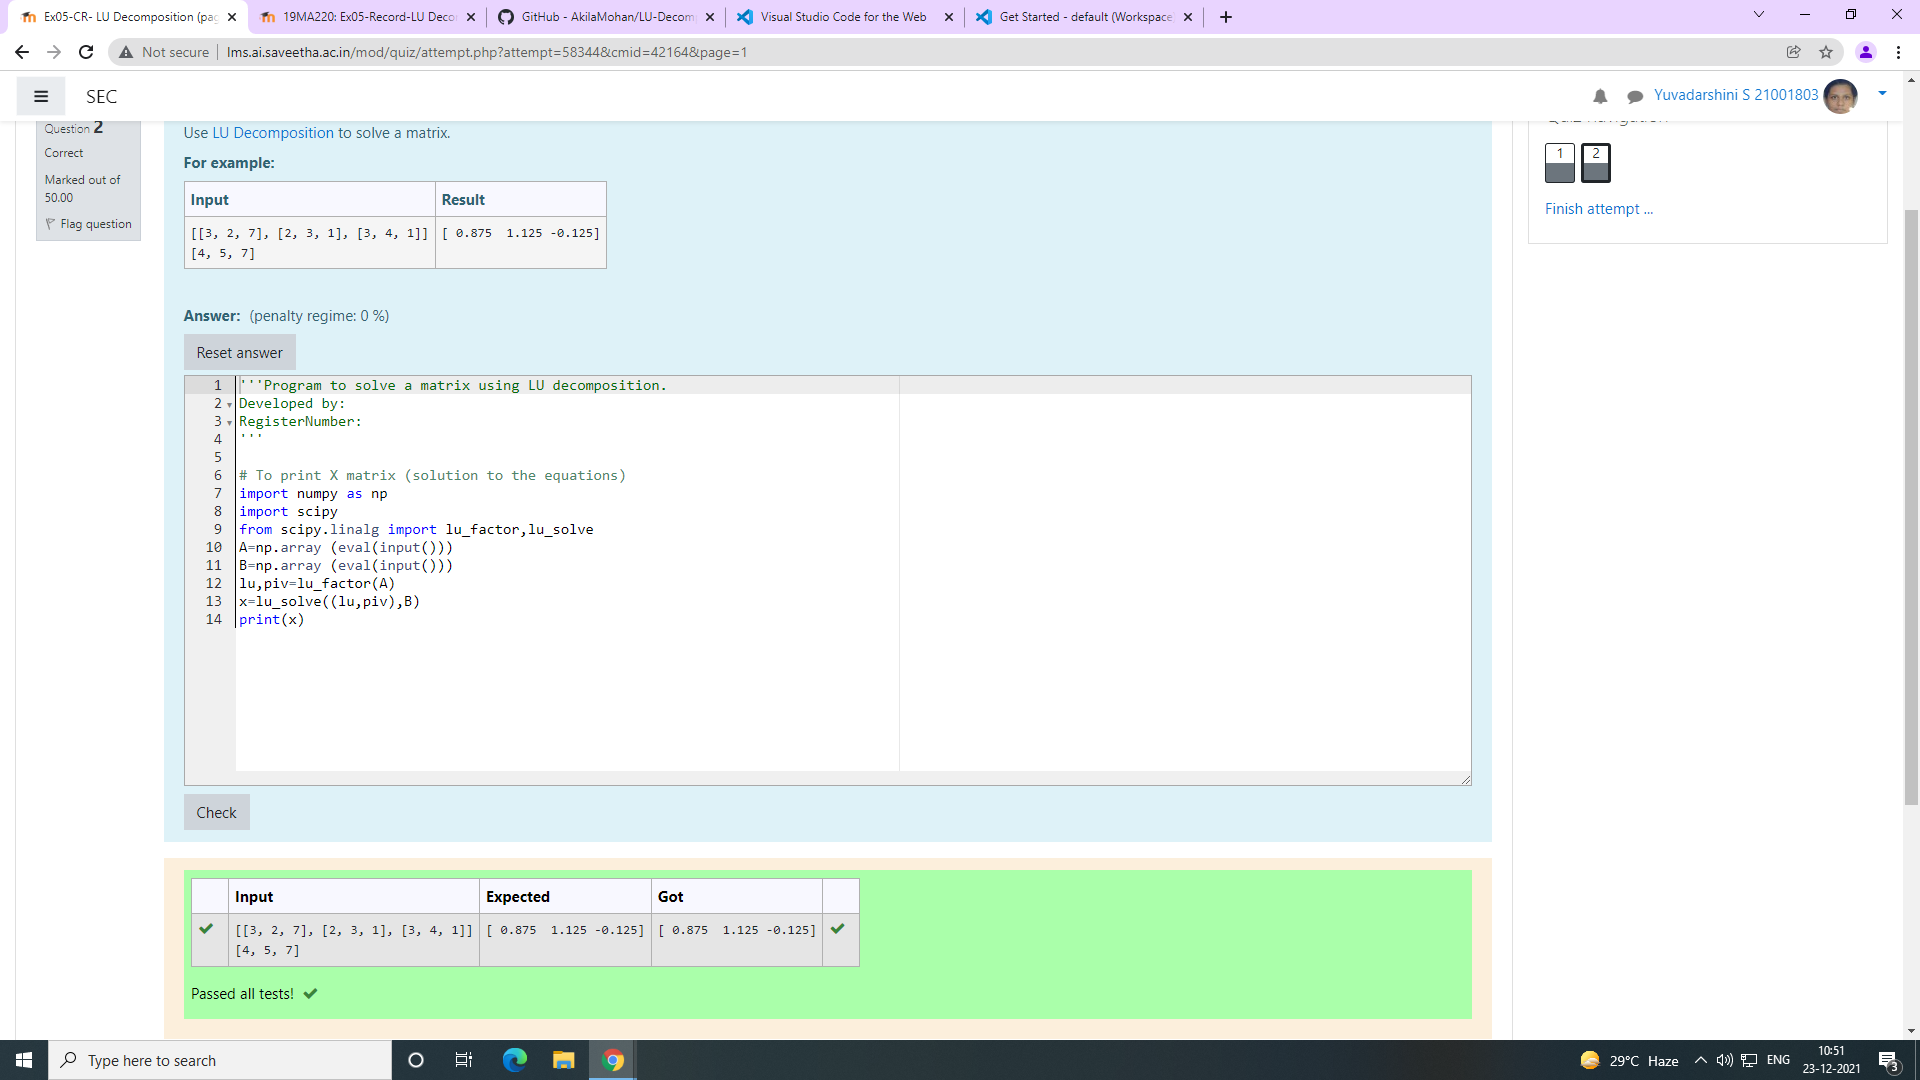 Ex05-CR- LU Decomposition (pag
19MA220: Ex05-Record-LU Decor
GitHub - AkilaMohan/LU-Decomp
Visual Studio Code for the Web
Get Started - default (Workspace)
Not secure
lms.ai.saveetha.ac.in/mod/quiz/attempt.php?attempt=58344&cmid=42164&page=1
SEC
Yuvadarshini S 21001803
Question 2
Correct
Marked out of
50.00
Flag question
Use LU Decomposition to solve a matrix.
For example:
Input Result
[[3, 2, 7], [2, 3, 1], [3, 4, 1]] [ 0.875  1.125 -0.125]
[4, 5, 7]
Quiz navigation
1 2
Finish attempt ...
Answer: (penalty regime: 0 %)
Reset answer
1 '''Program to solve a matrix using LU decomposition.
2 Developed by:
3 RegisterNumber:
4 '''
5
6 # To print X matrix (solution to the equations)
7 import numpy as np
8 import scipy
9 from scipy.linalg import lu_factor,lu_solve
10 A=np.array (eval(input()))
11 B=np.array (eval(input()))
12 lu,piv=lu_factor(A)
13 x=lu_solve((lu,piv),B)
14 print(x)
Check
Input Expected Got
[[3, 2, 7], [2, 3, 1], [3, 4, 1]] [ 0.875  1.125 -0.125] [ 0.875  1.125 -0.125]
[4, 5, 7]
Passed all tests!
Type here to search
29°C Haze
ENG
10:51
23-12-2021
3